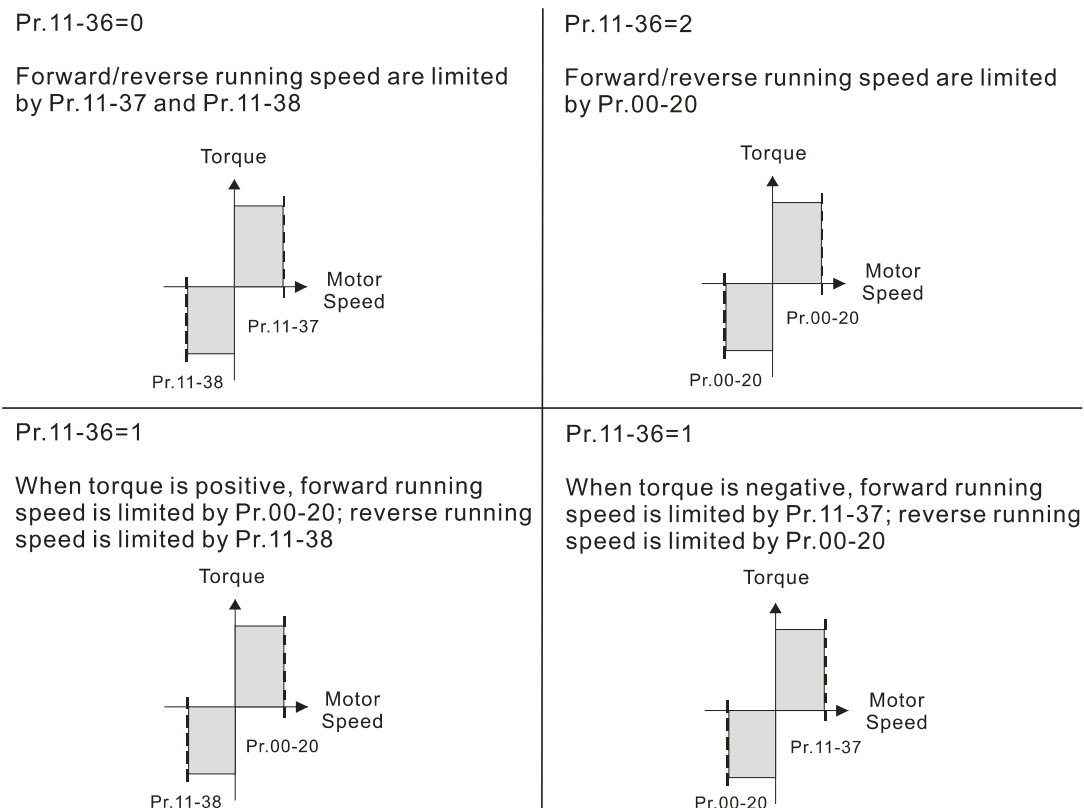 Pr.11-36=0
Forward/reverse running speed are limited
by Pr.11-37 and Pr.11-38
Torque
Motor
Speed
Pr.11-37
Pr.11-38
Pr.11-36=2
Forward/reverse running speed are limited
by Pr.00-20
Torque
Motor
Speed
Pr.00-20
Pr.00-20
Pr.11-36=1
When torque is positive, forward running
speed is limited by Pr.00-20; reverse running
speed is limited by Pr.11-38
Torque
Motor
Speed
Pr.00-20
Pr.11-38
Pr.11-36=1
When torque is negative, forward running
speed is limited by Pr.11-37; reverse running
speed is limited by Pr.00-20
Torque
Motor
Speed
Pr.11-37
Pr.00-20